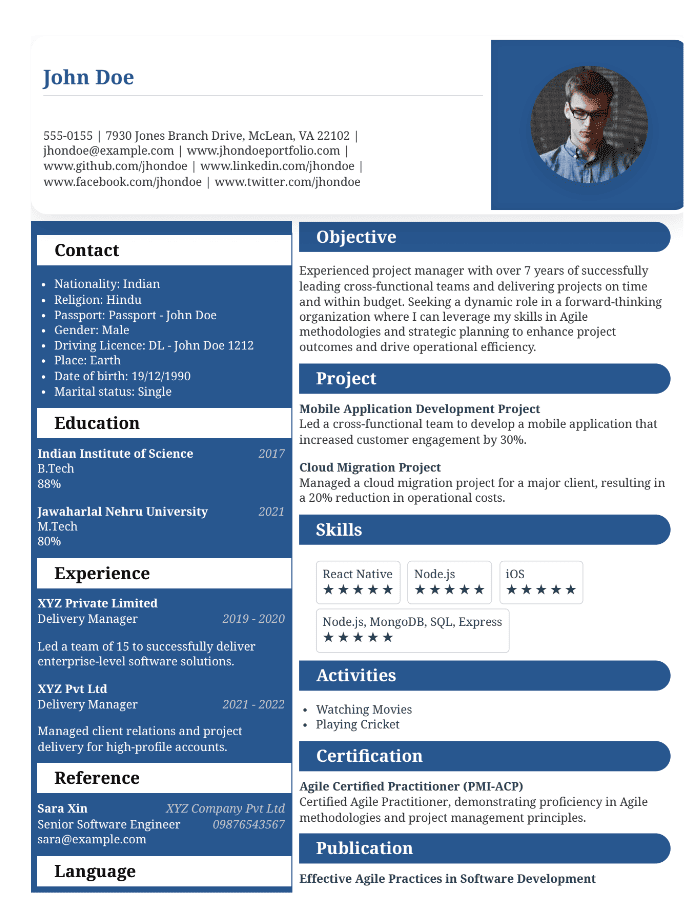 John Doe
555-0155 | 7930 Jones Branch Drive, McLean, VA 22102 |
jhondoe@example.com | www.jhondoeportfolio.com |
www.github.com/jhondoe | www.linkedin.com/jhondoe |
www.facebook.com/jhondoe | www.twitter.com/jhondoe
Contact
• Nationality: Indian
• Religion: Hindu
• Passport: Passport - John Doe
• Gender: Male
• Driving Licence: DL - John Doe 1212
• Place: Earth
• Date of birth: 19/12/1990
• Marital status: Single
Education
Indian Institute of Science 2017
B.Tech
88%
Jawaharlal Nehru University 2021
M.Tech
80%
Experience
XYZ Private Limited
Delivery Manager 2019 - 2020
Led a team of 15 to successfully deliver
enterprise-level software solutions.
XYZ Pvt Ltd
Delivery Manager 2021 - 2022
Managed client relations and project
delivery for high-profile accounts.
Reference
Sara Xin XYZ Company Pvt Ltd
Senior Software Engineer 09876543567
sara@example.com
Language
Objective
Experienced project manager with over 7 years of successfully
leading cross-functional teams and delivering projects on time
and within budget. Seeking a dynamic role in a forward-thinking
organization where I can leverage my skills in Agile
methodologies and strategic planning to enhance project
outcomes and drive operational efficiency.
Project
Mobile Application Development Project
Led a cross-functional team to develop a mobile application that
increased customer engagement by 30%.
Cloud Migration Project
Managed a cloud migration project for a major client, resulting in
a 20% reduction in operational costs.
Skills
React Native Node.js iOS
★★★★★ ★★★★★ ★★★★★
Node.js, MongoDB, SQL, Express
★★★★★
Activities
• Watching Movies
• Playing Cricket
Certification
Agile Certified Practitioner (PMI-ACP)
Certified Agile Practitioner, demonstrating proficiency in Agile
methodologies and project management principles.
Publication
Effective Agile Practices in Software Development